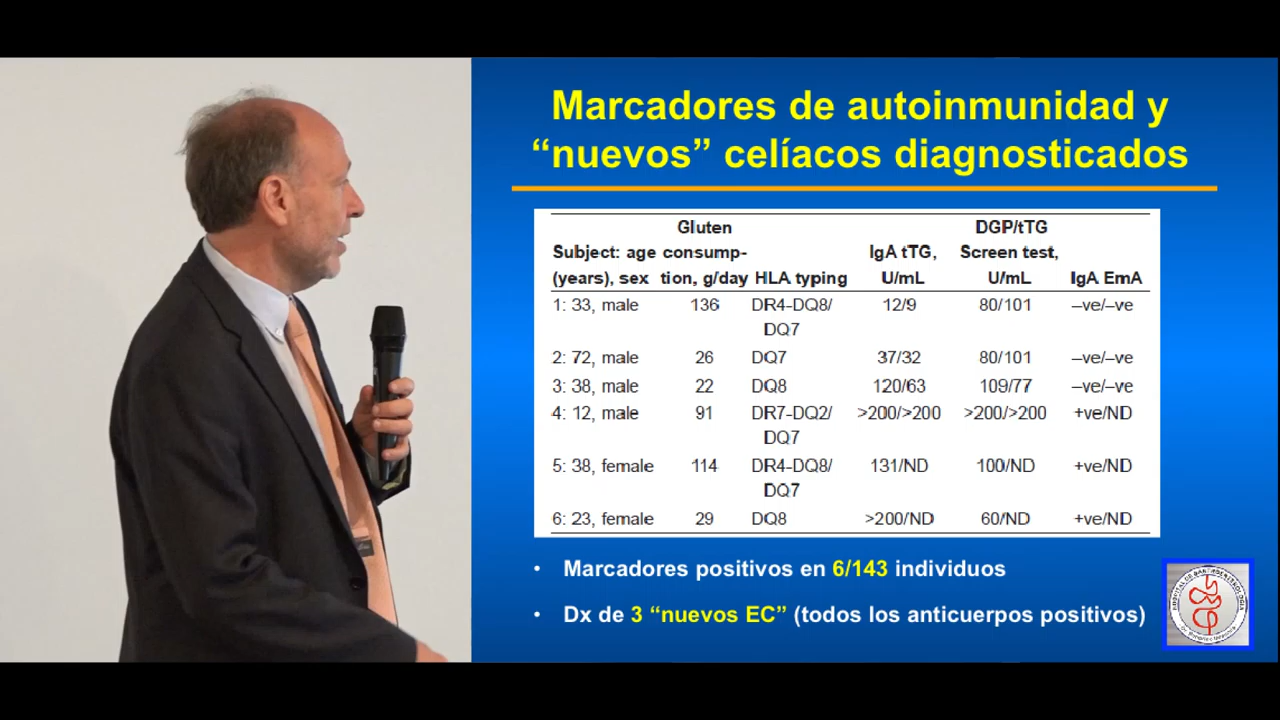 Marcadores de autoinmunidad y
“nuevos” celíacos diagnosticados
Gluten DGP/tTG
Subject: age consump- IgA tTG, Screen test,
(years), sex tion, g/day HLA typing U/mL U/mL IgA EmA
1: 33, male 136 DR4-DQ8/ 12/9 80/101 –ve/–ve
DQ7
2: 72, male 26 DQ7 37/32 80/101 –ve/–ve
3: 38, male 22 DQ8 120/63 109/77 –ve/–ve
4: 12, male 91 DR7-DQ2/ >200/>200 >200/>200 +ve/ND
DQ7
5: 38, female 114 DR4-DQ8/ 131/ND 100/ND +ve/ND
DQ7
6: 23, female 29 DQ8 >200/ND 60/ND +ve/ND
• Marcadores positivos en 6/143 individuos
• Dx de 3 “nuevos EC” (todos los anticuerpos positivos)
HOSPITAL DE GASTROENTEROLOGIA